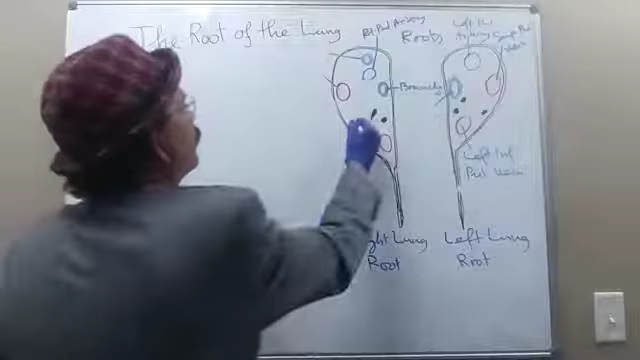 The Root of the Lung
Rt Pul Artery
Roots
Left Pul
Artery
Bronchus
Left Inf
Pul Vein
Right Lung
Root
Left Lung
Root